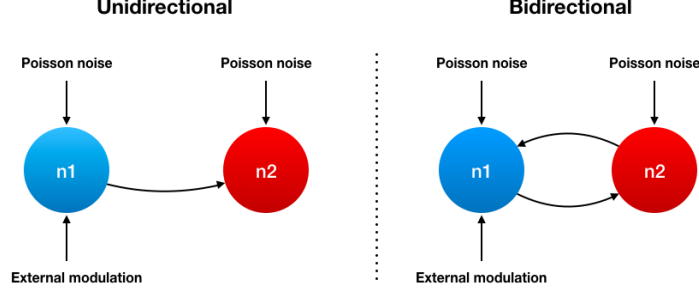 Unidirectional
Bidirectional
Poisson noise
Poisson noise
Poisson noise
Poisson noise
n1
n2
n1
n2
External modulation
External modulation